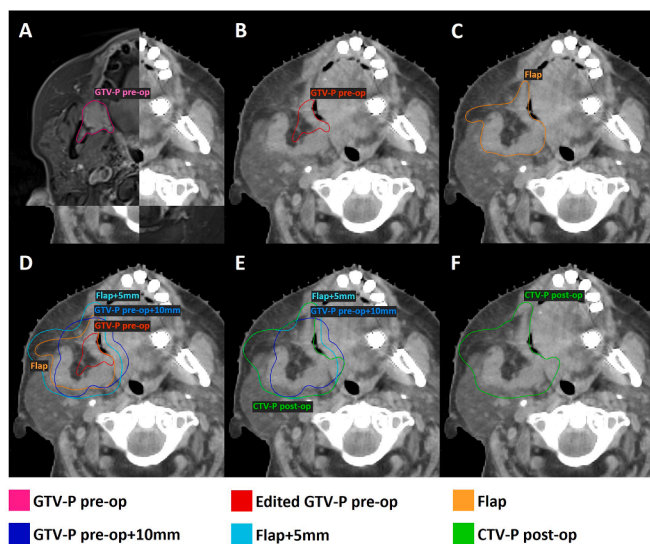 A
B
C
GTV-P pre-op
GTV-P pre-op
Flap
D
E
F
Flap+5mm
GTV-P pre-op+10mm
GTV-P pre-op
Flap
Flap+5mm
GTV-P pre-op+10mm
CTV-P post-op
CTV-P post-op
GTV-P pre-op
Edited GTV-P pre-op
Flap
GTV-P pre-op+10mm
Flap+5mm
CTV-P post-op